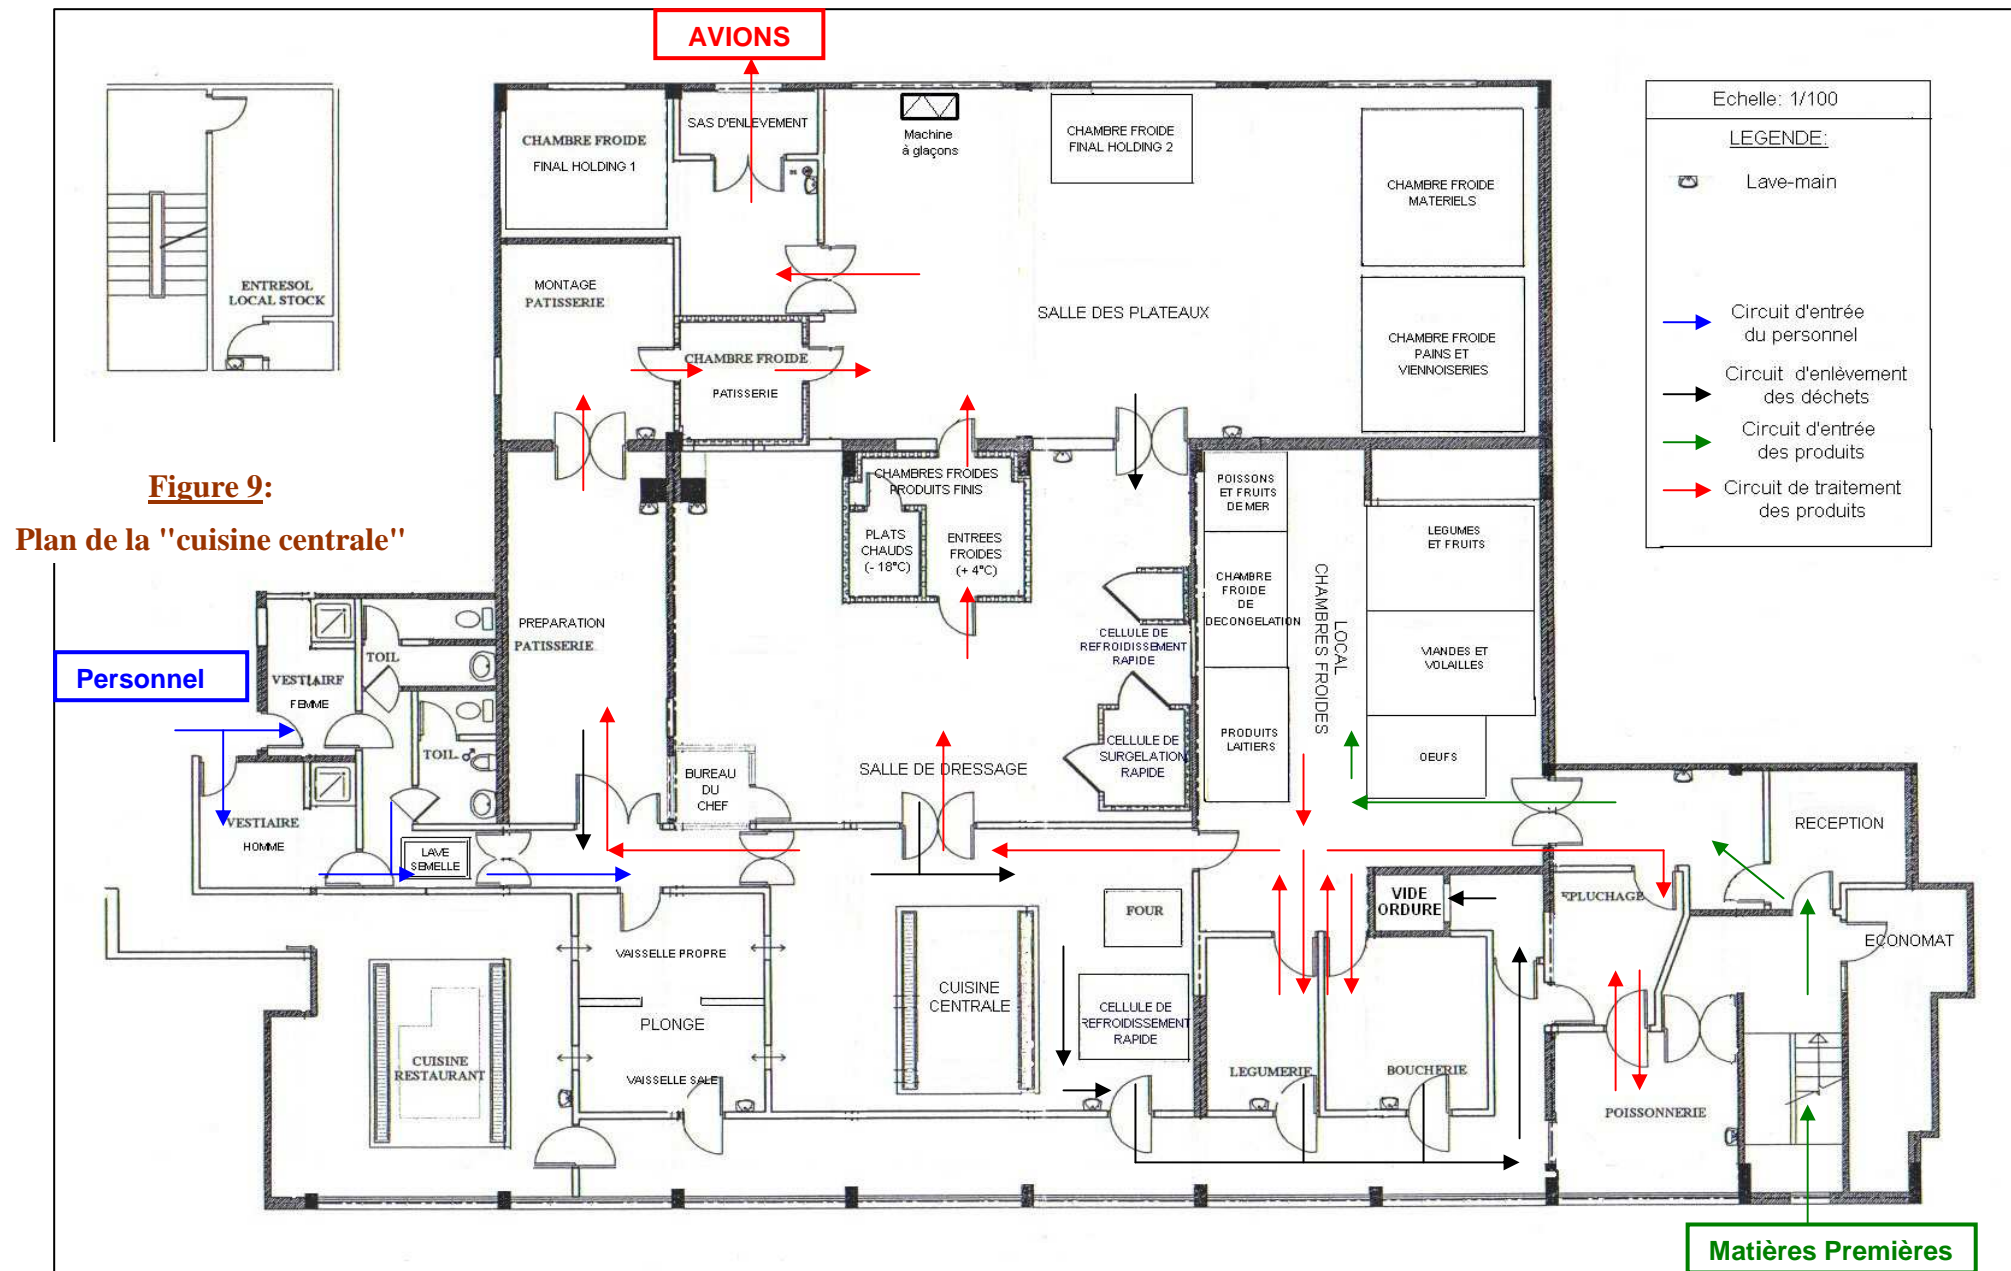 AVIONS
Echelle: 1/100
LEGENDE:
Lave-main
Circuit d'entrée
du personnel
Circuit d'enlèvement
des déchets
Circuit d'entrée
des produits
Circuit de traitement
des produits
SAS D'ENLEVEMENT
CHAMBRE FROIDE
FINAL HOLDING 1
Machine
à glaçons
CHAMBRE FROIDE
FINAL HOLDING 2
CHAMBRE FROIDE
MATERIELS
ENTRESOL
LOCAL STOCK
MONTAGE
PATISSERIE
SALLE DES PLATEAUX
CHAMBRE FROIDE
PATISSERIE
CHAMBRE FROIDE
PAINS ET
VIENNOISERIES
Figure 9:
Plan de la "cuisine centrale"
CHAMBRES FROIDES
PRODUITS FINIS
PLATS
CHAUDS
(- 18°C)
ENTREES
FROIDES
(+ 4°C)
POISSONS
ET FRUITS
DE MER
CHAMBRE
FROIDE
DE
DECONGELATION
LOCAL
CHAMBRES FROIDES
LEGUMES
ET FRUITS
VIANDES ET
VOLAILLES
PREPARATION
PATISSERIE
CELLULE DE
REFROIDISSEMENT
RAPIDE
Personnel
TOIL
VESTIAIRE
FEMME
TOIL.
CELLULE DE
SURGELATION
RAPIDE
PRODUITS
LAITIERS
OEUFS
BUREAU
DU
CHEF
SALLE DE DRESSAGE
VESTIAIRE
HOMME
LAVE
SEMELLE
RECEPTION
VIDE
ORDURE
EPLUCHAGE
FOUR
ECONOMAT
VAISSELLE PROPRE
CUISINE
CENTRALE
PLONGE
CELLULE DE
REFROIDISSEMENT
RAPIDE
CUISINE
RESTAURANT
VAISSELLE SALE
LEGUMERIE
BOUCHERIE
POISSONNERIE
Matières Premières